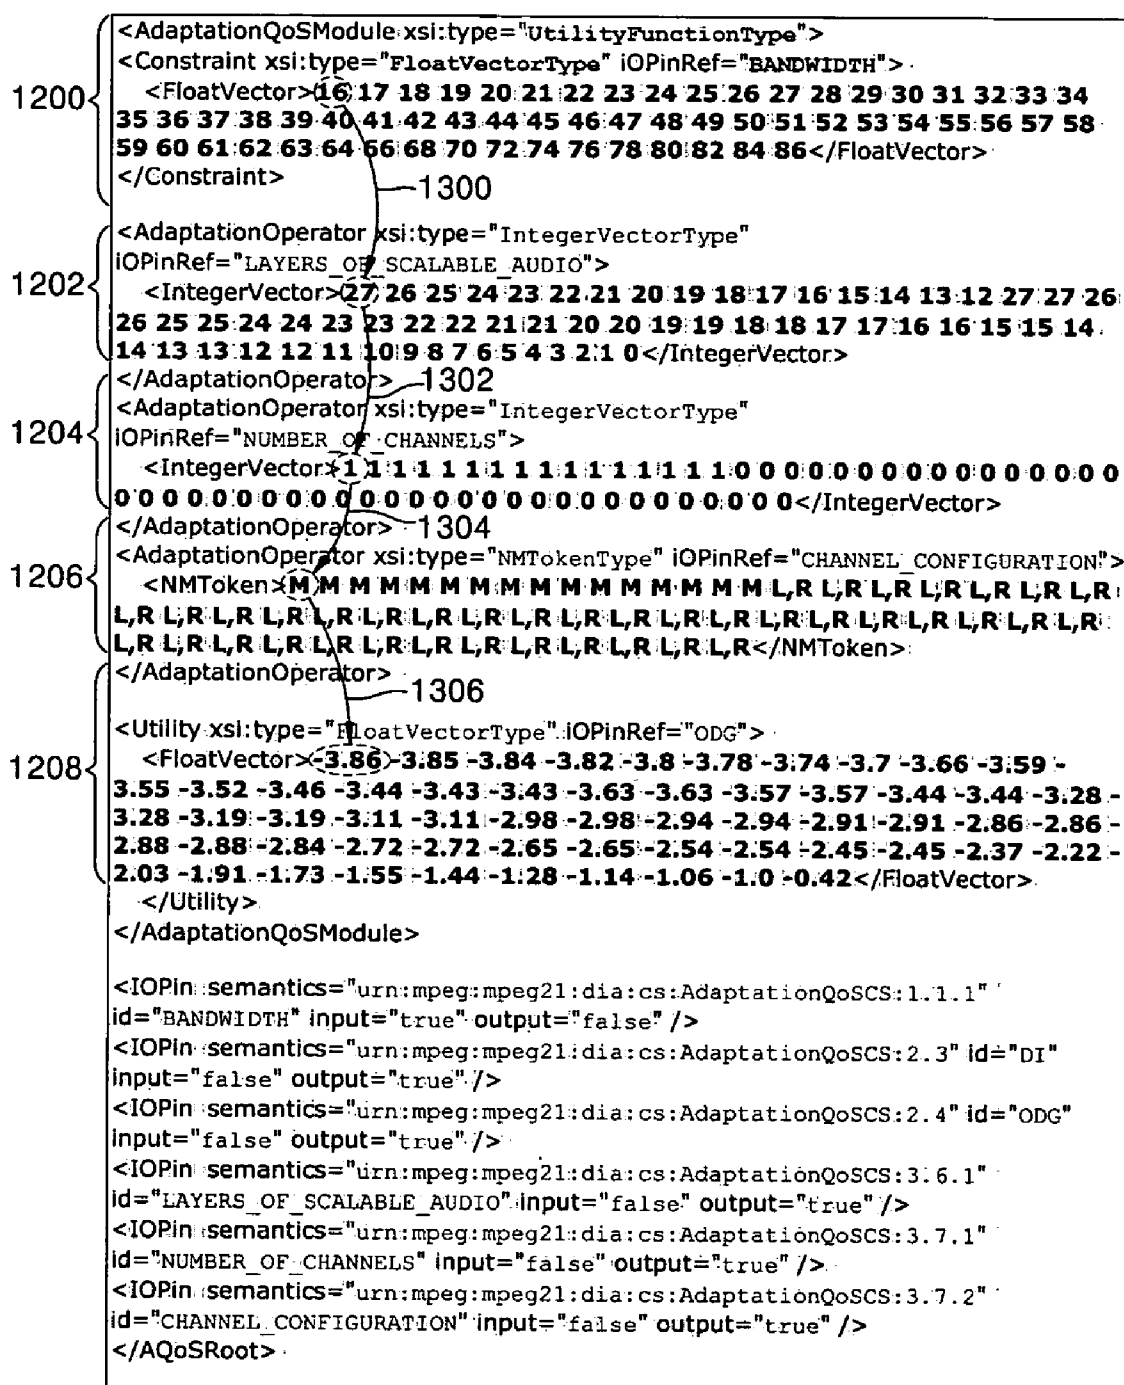 <AdaptationQoSModule xsi:type="UtilityFunctionType">
<Constraint xsi:type="FloatVectorType" iOPinRef="BANDWIDTH">
1200
<FloatVector>16 17 18 19 20 21 22 23 24 25 26 27 28 29 30 31 32 33 34
35 36 37 38 39 40 41 42 43 44 45 46 47 48 49 50 51 52 53 54 55 56 57 58
59 60 61 62 63 64 66 68 70 72 74 76 78 80 82 84 86</FloatVector>
</Constraint>
1300
<AdaptationOperator xsi:type="IntegerVectorType"
iOPinRef="LAYERS_OF_SCALABLE_AUDIO">
1202
<IntegerVector>27 26 25 24 23 22 21 20 19 18 17 16 15 14 13 12 27 27 26
26 25 25 24 24 23 23 22 22 21 21 20 20 19 19 18 18 17 17 16 16 15 15 14
14 13 13 12 12 11 10 9 8 7 6 5 4 3 2 1 0</IntegerVector>
</AdaptationOperator>
1302
<AdaptationOperator xsi:type="IntegerVectorType"
1204
iOPinRef="NUMBER_OF_CHANNELS">
<IntegerVector>1 1 1 1 1 1 1 1 1 1 1 1 1 1 1 1 0 0 0 0 0 0 0 0 0 0 0 0 0 0 0 0
0 0 0 0 0 0 0 0 0 0 0 0 0 0 0 0 0 0 0 0 0 0 0 0 0 0 0 0</IntegerVector>
</AdaptationOperator>
1304
<AdaptationOperator xsi:type="NMTokenType" iOPinRef="CHANNEL_CONFIGURATION">
1206
<NMToken>M M M M M M M M M M M M M M M M L,R L,R L,R L,R L,R L,R L,R
L,R L,R L,R L,R L,R L,R L,R L,R L,R L,R L,R L,R L,R L,R L,R L,R L,R L,R L,R L,R
L,R L,R L,R L,R L,R L,R L,R L,R L,R L,R L,R L,R L,R</NMToken>
</AdaptationOperator>
1306
<Utility xsi:type="FloatVectorType" iOPinRef="ODG">
1208
<FloatVector>-3.86 -3.85 -3.84 -3.82 -3.8 -3.78 -3.74 -3.7 -3.66 -3.59 -
3.55 -3.52 -3.46 -3.44 -3.43 -3.43 -3.63 -3.63 -3.57 -3.57 -3.44 -3.44 -3.28 -
3.28 -3.19 -3.19 -3.11 -3.11 -2.98 -2.98 -2.94 -2.94 -2.91 -2.91 -2.86 -2.86 -
2.88 -2.88 -2.84 -2.72 -2.72 -2.65 -2.65 -2.54 -2.54 -2.45 -2.45 -2.37 -2.22 -
2.03 -1.91 -1.73 -1.55 -1.44 -1.28 -1.14 -1.06 -1.0 -0.42</FloatVector>
</Utility>
</AdaptationQoSModule>
<IOPin semantics="urn:mpeg:mpeg21:dia:cs:AdaptationQoSCS:1.1.1"
id="BANDWIDTH" input="true" output="false" />
<IOPin semantics="urn:mpeg:mpeg21:dia:cs:AdaptationQoSCS:2.3" id="DI"
input="false" output="true" />
<IOPin semantics="urn:mpeg:mpeg21:dia:cs:AdaptationQoSCS:2.4" id="ODG"
input="false" output="true" />
<IOPin semantics="urn:mpeg:mpeg21:dia:cs:AdaptationQoSCS:3.6.1"
id="LAYERS_OF_SCALABLE_AUDIO" input="false" output="true" />
<IOPin semantics="urn:mpeg:mpeg21:dia:cs:AdaptationQoSCS:3.7.1"
id="NUMBER_OF_CHANNELS" input="false" output="true" />
<IOPin semantics="urn:mpeg:mpeg21:dia:cs:AdaptationQoSCS:3.7.2"
id="CHANNEL_CONFIGURATION" input="false" output="true" />
</AQoSRoot>